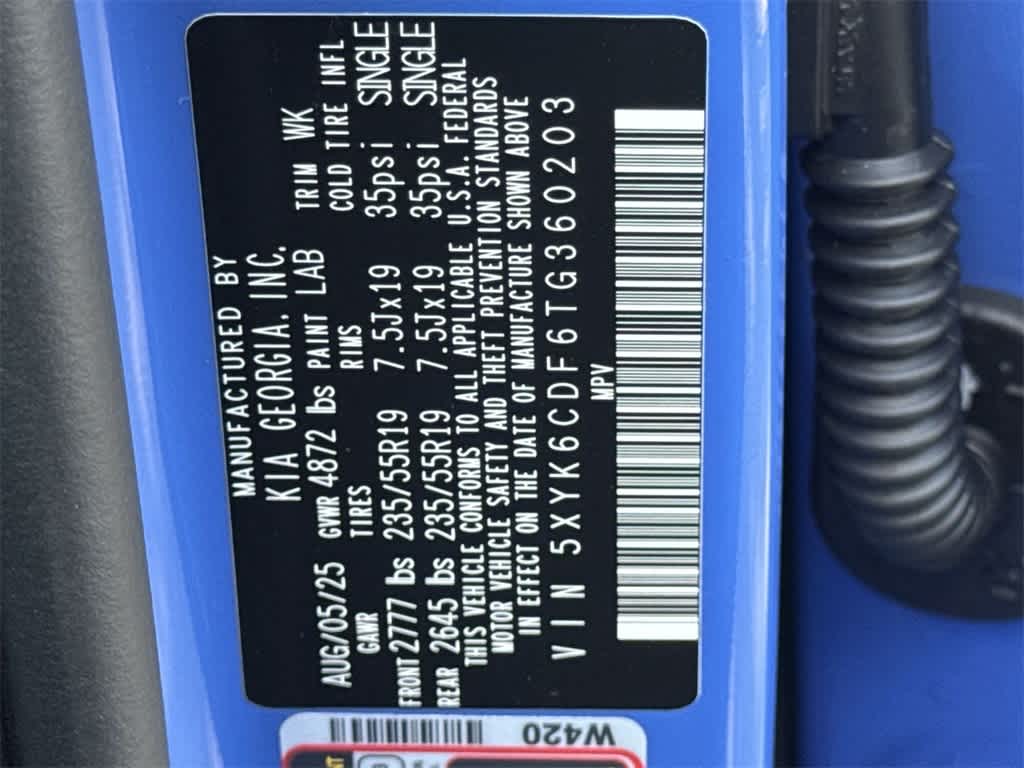 MANUFACTURED BY
KIA GEORGIA, INC.
AUG/05/25 GVWR 4872 lbs PAINT LAB TRIM WK
GAWR TIRES RIMS COLD TIRE INFL
FRONT 2777 lbs 235/55R19 7.5Jx19 35psi SINGLE
REAR 2645 lbs 235/55R19 7.5Jx19 35psi SINGLE
THIS VEHICLE CONFORMS TO ALL APPLICABLE U.S.A. FEDERAL
MOTOR VEHICLE SAFETY AND THEFT PREVENTION STANDARDS
IN EFFECT ON THE DATE OF MANUFACTURE SHOWN ABOVE
VIN 5XYK6CDF6TG360203
MPV
W420